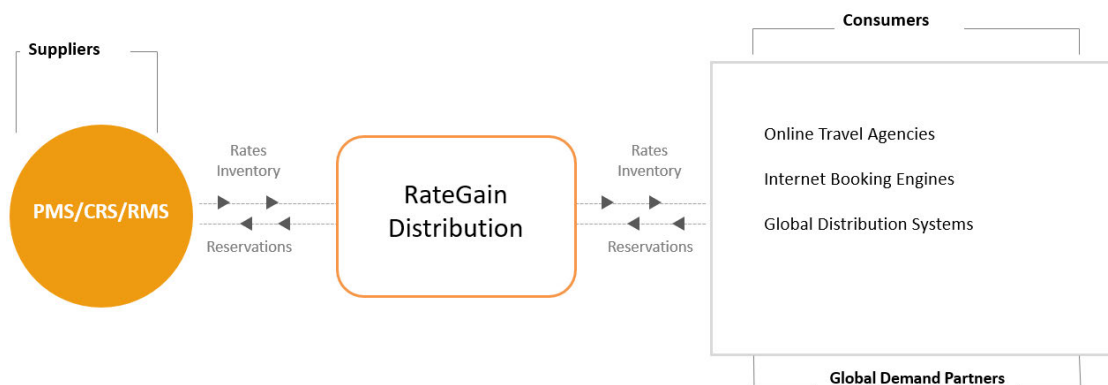 Suppliers
PMS/CRS/RMS
Rates
Inventory
Reservations
RateGain
Distribution
Rates
Inventory
Reservations
Consumers
Online Travel Agencies
Internet Booking Engines
Global Distribution Systems
Global Demand Partners